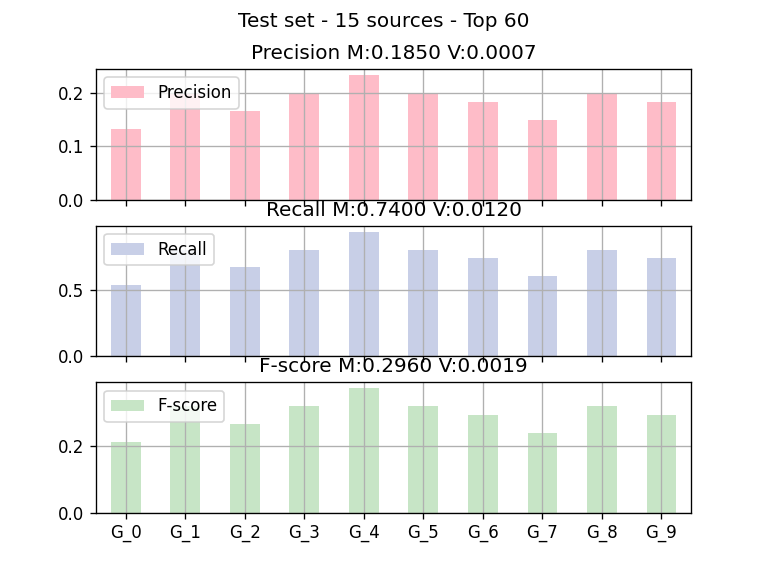 Test set - 15 sources - Top 60
Precision M:0.1850 V:0.0007
Precision
0.2
0.1
0.0
Recall M:0.7400 V:0.0120
Recall
0.5
0.0
F-score M:0.2960 V:0.0019
F-score
0.2
0.0
G_0 G_1 G_2 G_3 G_4 G_5 G_6 G_7 G_8 G_9